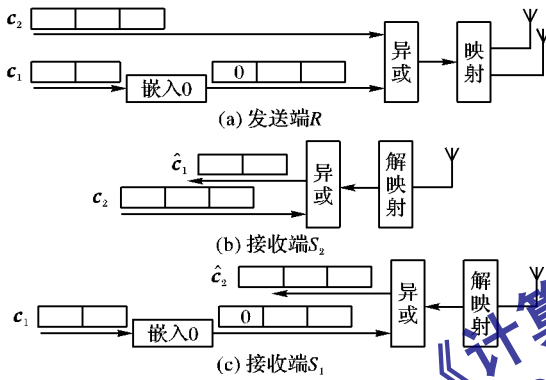 c₂
c₁
嵌入0
0
异或
映射
(a) 发送端R
ĉ₁
c₂
异或
解映射
(b) 接收端S₂
ĉ₂
c₁
嵌入0
0
异或
解映射
(c) 接收端S₁
《计算